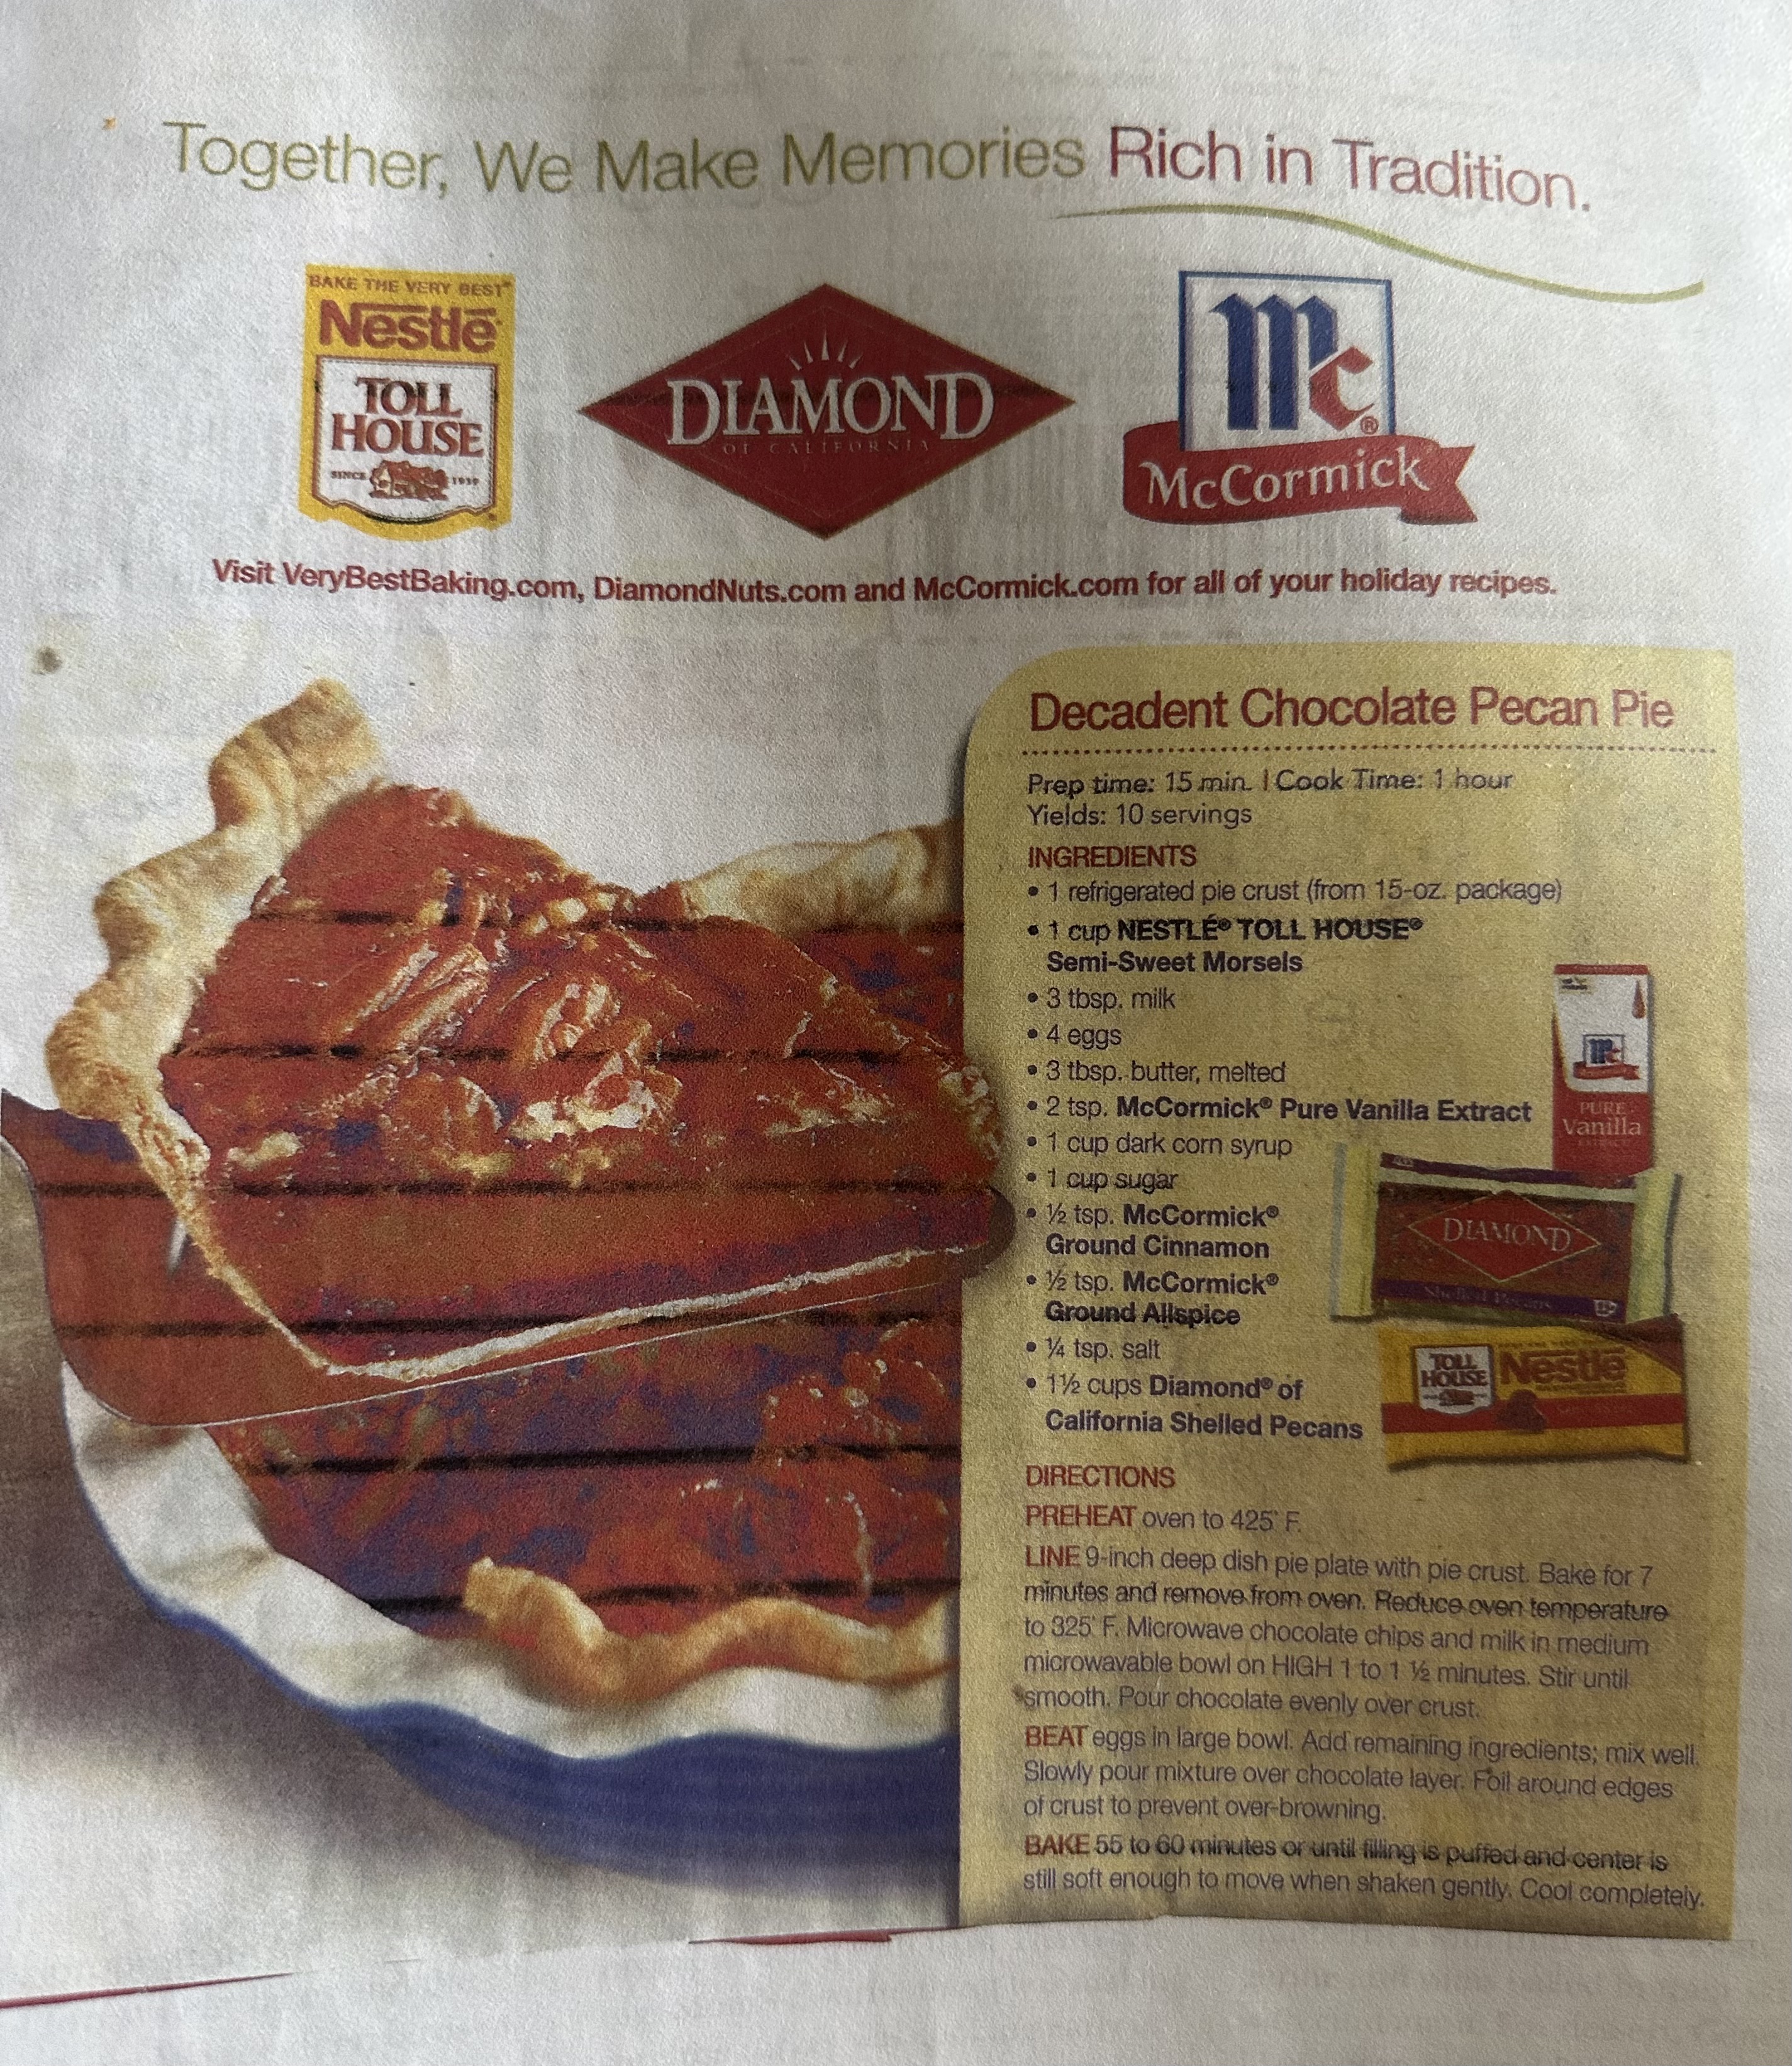 Together, We Make Memories Rich in Tradition.
BAKE THE VERY BEST
Nestlé
TOLL
HOUSE
SINCE 1939
DIAMOND
OF CALIFORNIA
Mc®
McCormick
Visit VeryBestBaking.com, DiamondNuts.com and McCormick.com for all of your holiday recipes.
Decadent Chocolate Pecan Pie
Prep time: 15 min. | Cook Time: 1 hour
Yields: 10 servings
INGREDIENTS
• 1 refrigerated pie crust (from 15-oz. package)
• 1 cup NESTLÉ® TOLL HOUSE®
Semi-Sweet Morsels
• 3 tbsp. milk
• 4 eggs
• 3 tbsp. butter, melted
• 2 tsp. McCormick® Pure Vanilla Extract
• 1 cup dark corn syrup
• 1 cup sugar
• ½ tsp. McCormick®
Ground Cinnamon
• ½ tsp. McCormick®
Ground Allspice
• ¼ tsp. salt
• 1½ cups Diamond® of
California Shelled Pecans
Mc
PURE
Vanilla
EXTRACT
DIAMOND
Shelled Pecans
TOLL
HOUSE
Nestlé
DIRECTIONS
PREHEAT oven to 425° F.
LINE 9-inch deep dish pie plate with pie crust. Bake for 7
minutes and remove from oven. Reduce oven temperature
to 325° F. Microwave chocolate chips and milk in medium
microwavable bowl on HIGH 1 to 1 ½ minutes. Stir until
smooth. Pour chocolate evenly over crust.
BEAT eggs in large bowl. Add remaining ingredients; mix well.
Slowly pour mixture over chocolate layer. Foil around edges
of crust to prevent over-browning.
BAKE 55 to 60 minutes or until filling is puffed and center is
still soft enough to move when shaken gently. Cool completely.